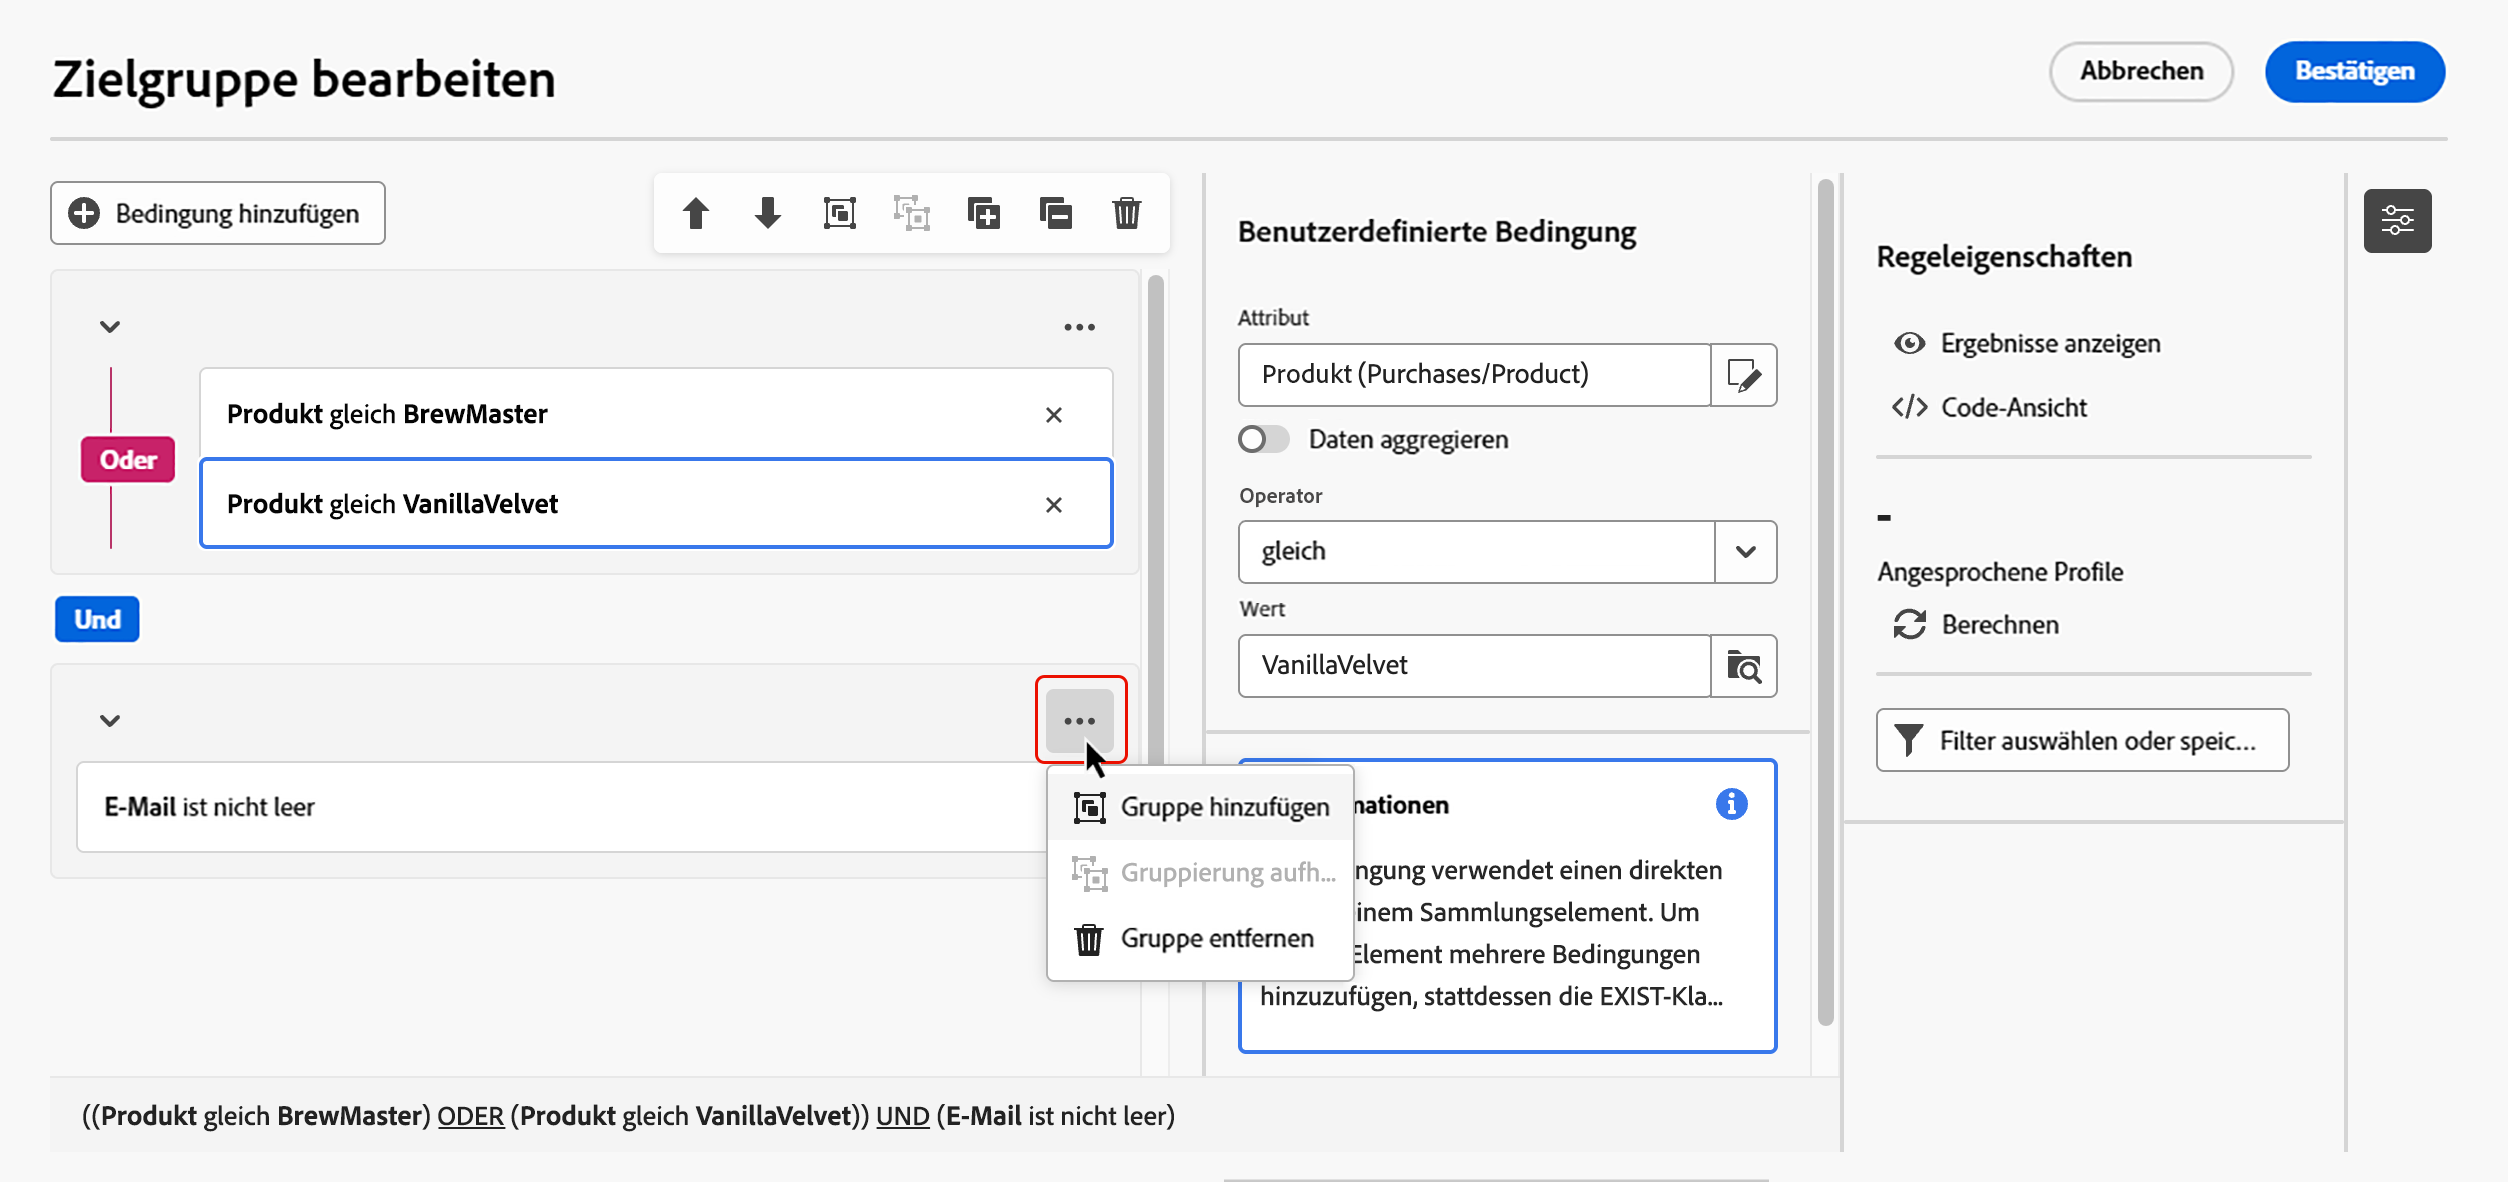 Zielgruppe bearbeiten
Abbrechen
Bestätigen
Bedingung hinzufügen
Produkt gleich BrewMaster
Oder
Produkt gleich VanillaVelvet
Und
E-Mail ist nicht leer
Gruppe hinzufügen
Gruppierung aufh...
Gruppe entfernen
Benutzerdefinierte Bedingung
Attribut
Produkt (Purchases/Product)
Daten aggregieren
Operator
gleich
Wert
VanillaVelvet
verwendet einen direkten
Sammlungselement. Um
Element mehrere Bedingungen
hinzuzufügen, stattdessen die EXIST-Kla...
Regeleigenschaften
Ergebnisse anzeigen
Code-Ansicht
-
Angesprochene Profile
Berechnen
Filter auswählen oder speic...
((Produkt gleich BrewMaster) ODER (Produkt gleich VanillaVelvet)) UND (E-Mail ist nicht leer)